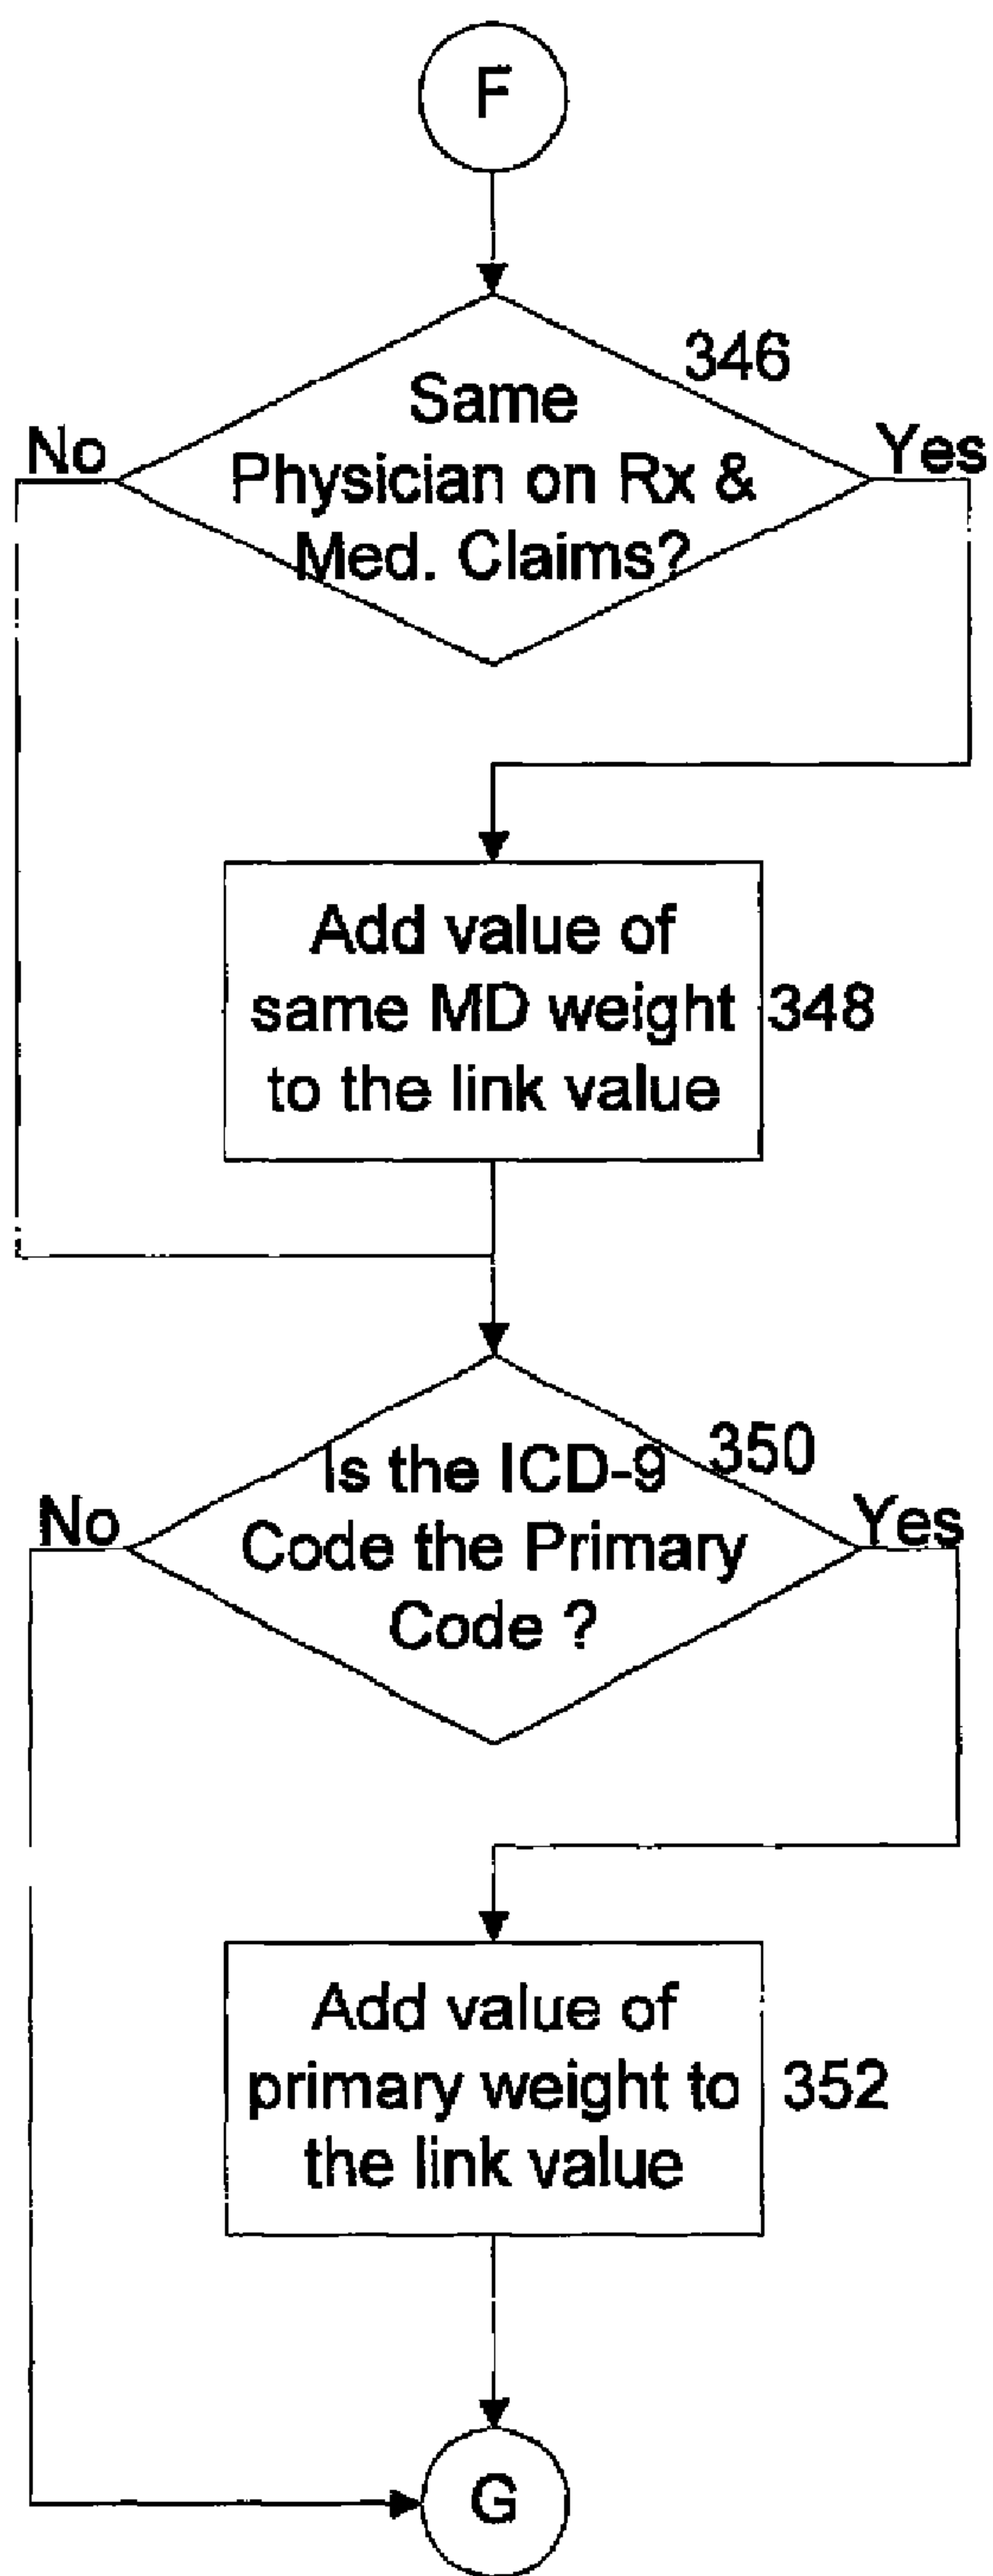 F
346
Same
No
Yes
Physician on Rx &
Med. Claims?
Add value of
same MD weight
348
to the link value
350
Is the ICD-9
No
Yes
Code the Primary
Code ?
Add value of
primary weight to
352
the link value
G